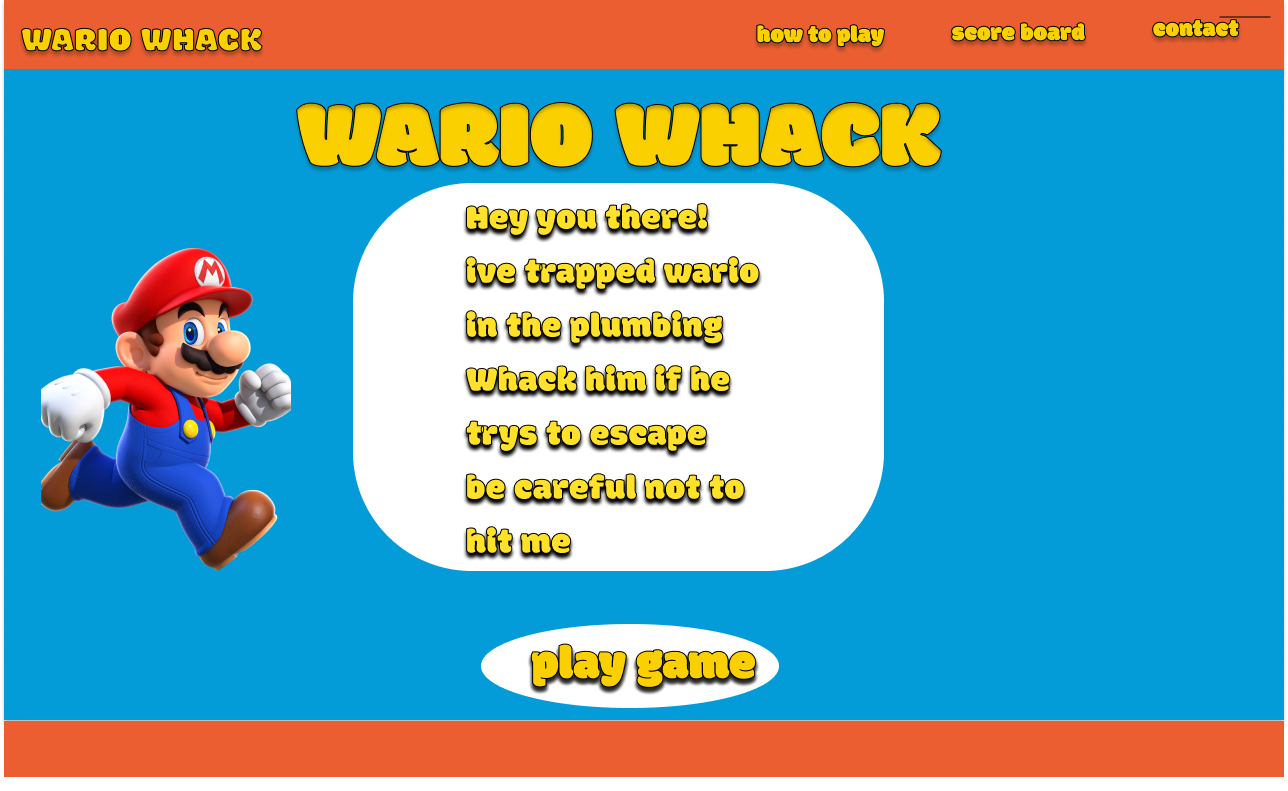 WARIO WHACK
how to play
score board
contact
WARIO WHACK
Hey you there!
ive trapped wario
in the plumbing
Whack him if he
trys to escape
be careful not to
hit me
M
play game